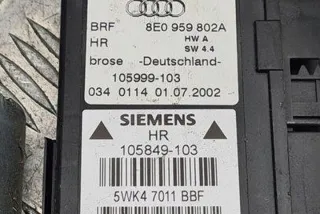 BRF 8E0 959 802A
HR HW A
SW 4.4
brose -Deutschland-
105999-103
034 0114 01.07.2002
SIEMENS
HR
105849-103
5WK4 7011 BBF